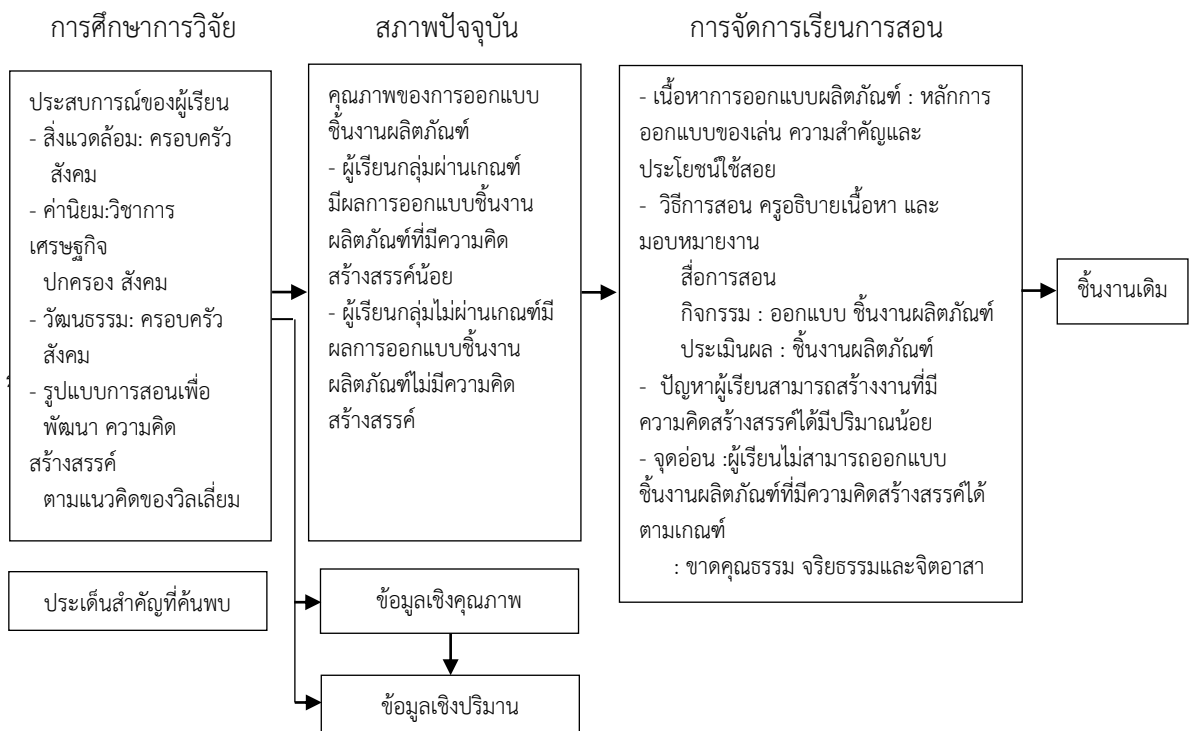 การศึกษาการวิจัย
สภาพปัจจุบัน
การจัดการเรียนการสอน
ประสบการณ์ของผู้เรียน
- สิ่งแวดล้อม: ครอบครัว
สังคม
- ค่านิยม:วิชาการ
เศรษฐกิจ
ปกครอง สังคม
- วัฒนธรรม: ครอบครัว
สังคม
- รูปแบบการสอนเพื่อ
พัฒนา ความคิด
สร้างสรรค์
ตามแนวคิดของวิลเลี่ยม
คุณภาพของการออกแบบ
ชิ้นงานผลิตภัณฑ์
- ผู้เรียนกลุ่มผ่านเกณฑ์
มีผลการออกแบบชิ้นงาน
ผลิตภัณฑ์ที่มีความคิด
สร้างสรรค์น้อย
- ผู้เรียนกลุ่มไม่ผ่านเกณฑ์มี
ผลการออกแบบชิ้นงาน
ผลิตภัณฑ์ไม่มีความคิด
สร้างสรรค์
- เนื้อหาการออกแบบผลิตภัณฑ์ : หลักการ
ออกแบบของเล่น ความสำคัญและ
ประโยชน์ใช้สอย
- วิธีการสอน ครูอธิบายเนื้อหา และ
มอบหมายงาน
สื่อการสอน
กิจกรรม : ออกแบบ ชิ้นงานผลิตภัณฑ์
ประเมินผล : ชิ้นงานผลิตภัณฑ์
- ปัญหาผู้เรียนสามารถสร้างงานที่มี
ความคิดสร้างสรรค์ได้มีปริมาณน้อย
- จุดอ่อน :ผู้เรียนไม่สามารถออกแบบ
ชิ้นงานผลิตภัณฑ์ที่มีความคิดสร้างสรรค์ได้
ตามเกณฑ์
: ขาดคุณธรรม จริยธรรมและจิตอาสา
ชิ้นงานเดิม
ประเด็นสำคัญที่ค้นพบ
ข้อมูลเชิงคุณภาพ
ข้อมูลเชิงปริมาน